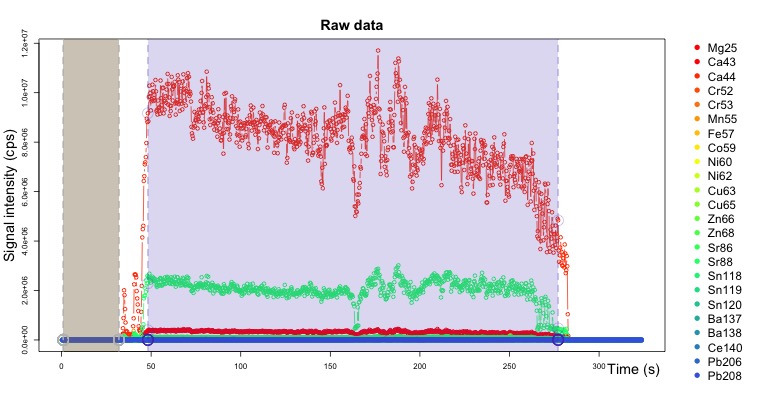 Raw data
Signal intensity (cps)
1.2e+07
1.0e+07
8.0e+06
6.0e+06
4.0e+06
2.0e+06
0.0e+00
0 50 100 150 200 250 300 Time (s)
Mg25
Ca43
Ca44
Cr52
Cr53
Mn55
Fe57
Co59
Ni60
Ni62
Cu63
Cu65
Zn66
Zn68
Sr86
Sr88
Sn118
Sn119
Sn120
Ba137
Ba138
Ce140
Pb206
Pb208